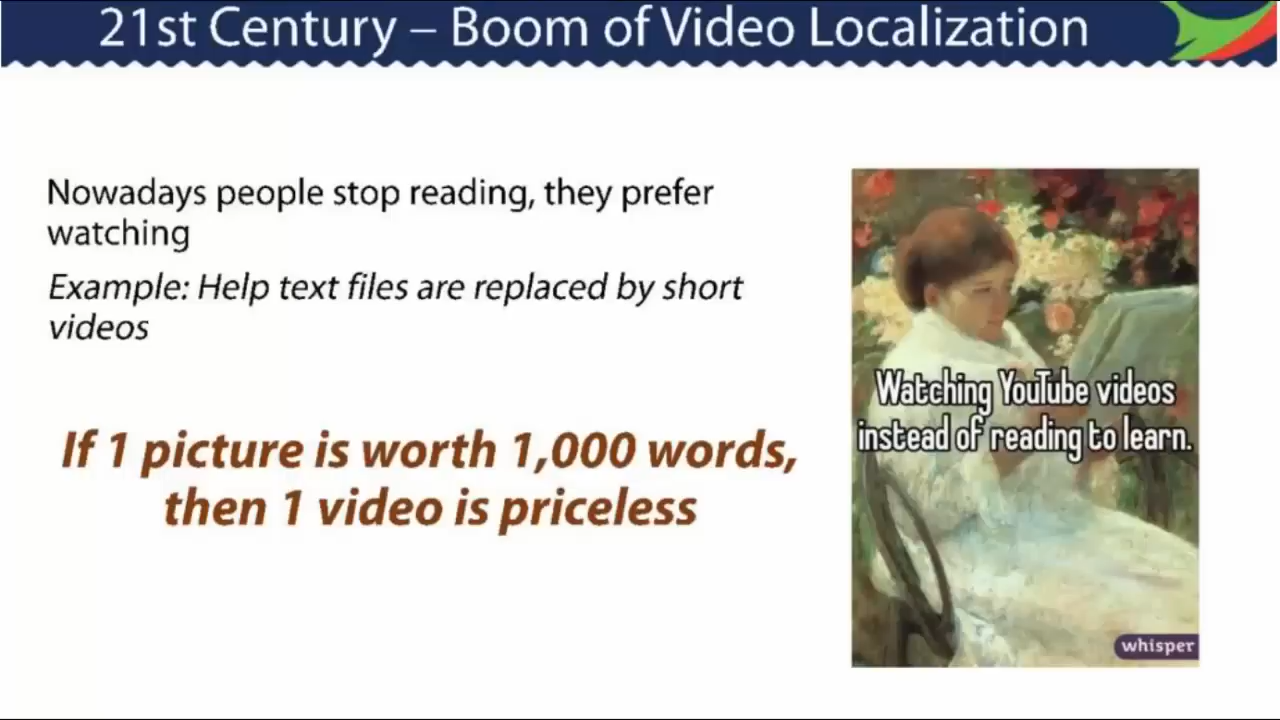 21st Century – Boom of Video Localization
Nowadays people stop reading, they prefer
watching
Example: Help text files are replaced by short
videos
If 1 picture is worth 1,000 words,
then 1 video is priceless
Watching YouTube videos
instead of reading to learn.
whisper